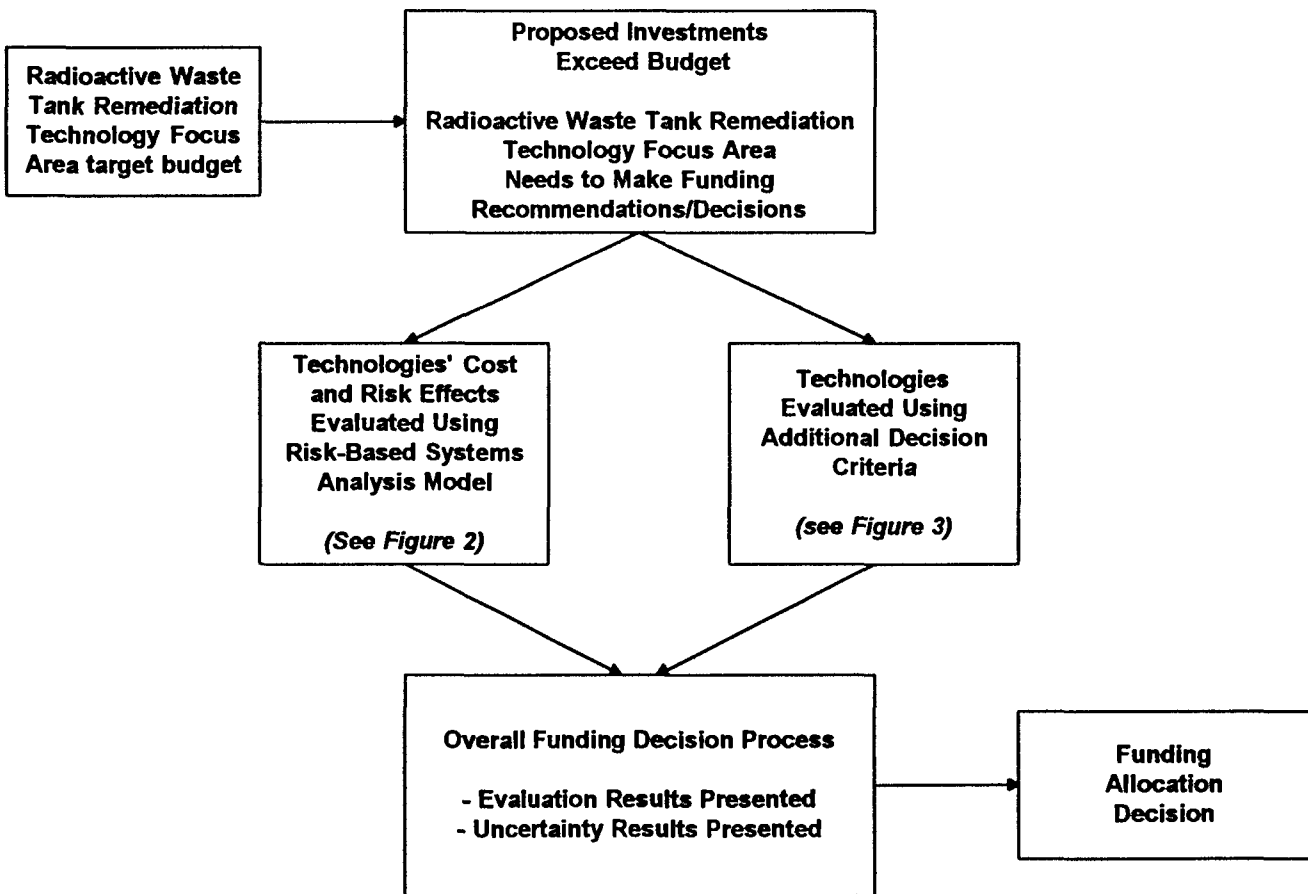 Radioactive Waste
Tank Remediation
Technology Focus
Area target budget
Proposed Investments
Exceed Budget
Radioactive Waste Tank Remediation
Technology Focus Area
Needs to Make Funding
Recommendations/Decisions
Technologies' Cost
and Risk Effects
Evaluated Using
Risk-Based Systems
Analysis Model
(See Figure 2)
Technologies
Evaluated Using
Additional Decision
Criteria
(see Figure 3)
Overall Funding Decision Process
- Evaluation Results Presented
- Uncertainty Results Presented
Funding
Allocation
Decision